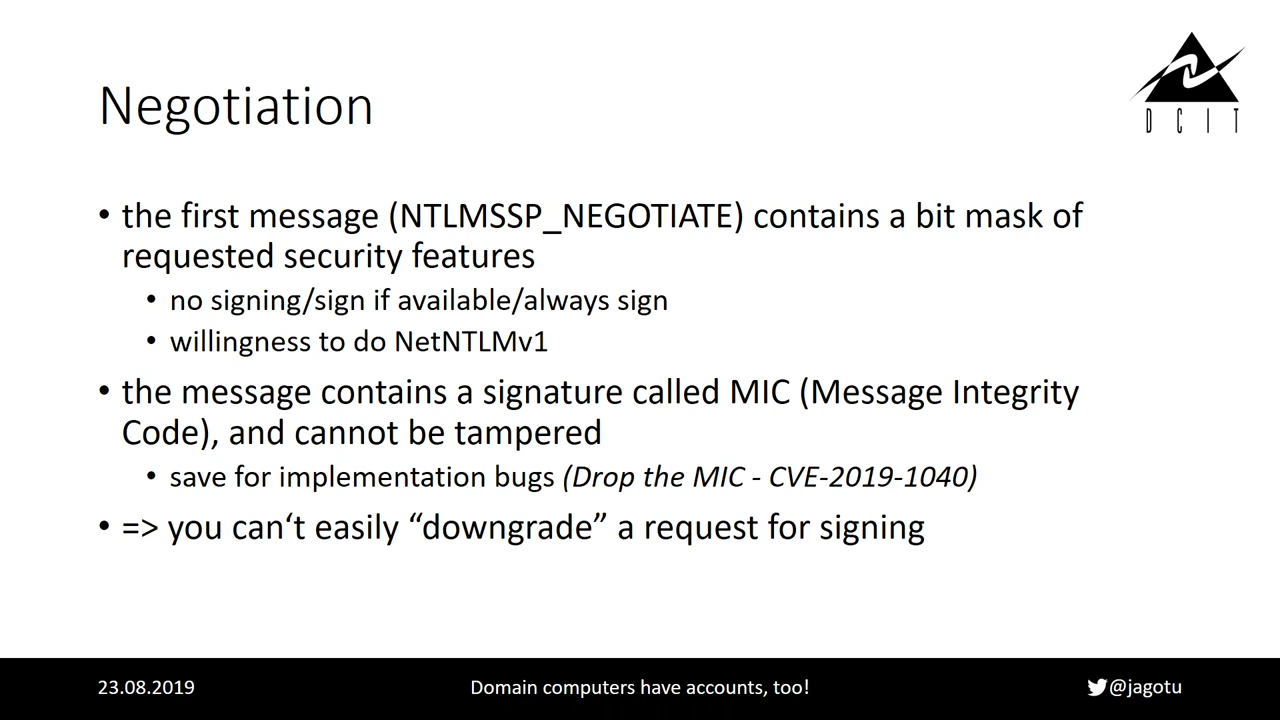 DCIT
Negotiation
• the first message (NTLMSSP_NEGOTIATE) contains a bit mask of
requested security features
• no signing/sign if available/always sign
• willingness to do NetNTLMv1
• the message contains a signature called MIC (Message Integrity
Code), and cannot be tampered
• save for implementation bugs (Drop the MIC - CVE-2019-1040)
• => you can‘t easily “downgrade” a request for signing
23.08.2019
Domain computers have accounts, too!
@jagotu